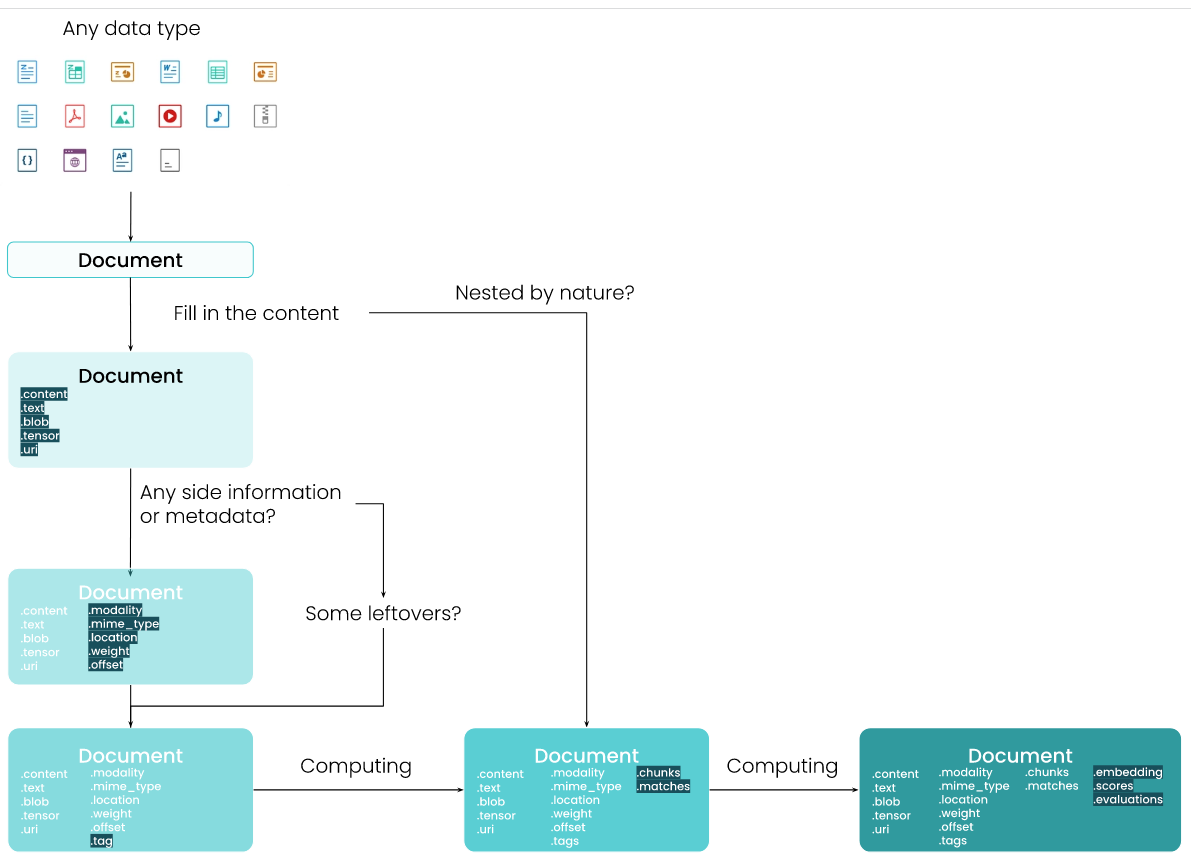 Any data type
Document
Nested by nature?
Fill in the content
Document
.content
.text
.blob
.tensor
.uri
Any side information
or metadata?
Document
.content
.text
.blob
.tensor
.uri
.modality
.mime_type
.location
.weight
.offset
Some leftovers?
Document
.content
.text
.blob
.tensor
.uri
.modality
.mime_type
.location
.weight
.offset
.tag
Computing
Document
.content
.text
.blob
.tensor
.uri
.modality
.mime_type
.location
.weight
.offset
.tags
.chunks
.matches
Computing
Document
.content
.text
.blob
.tensor
.uri
.modality
.mime_type
.location
.weight
.offset
.tags
.chunks
.matches
.embedding
.scores
.evaluations